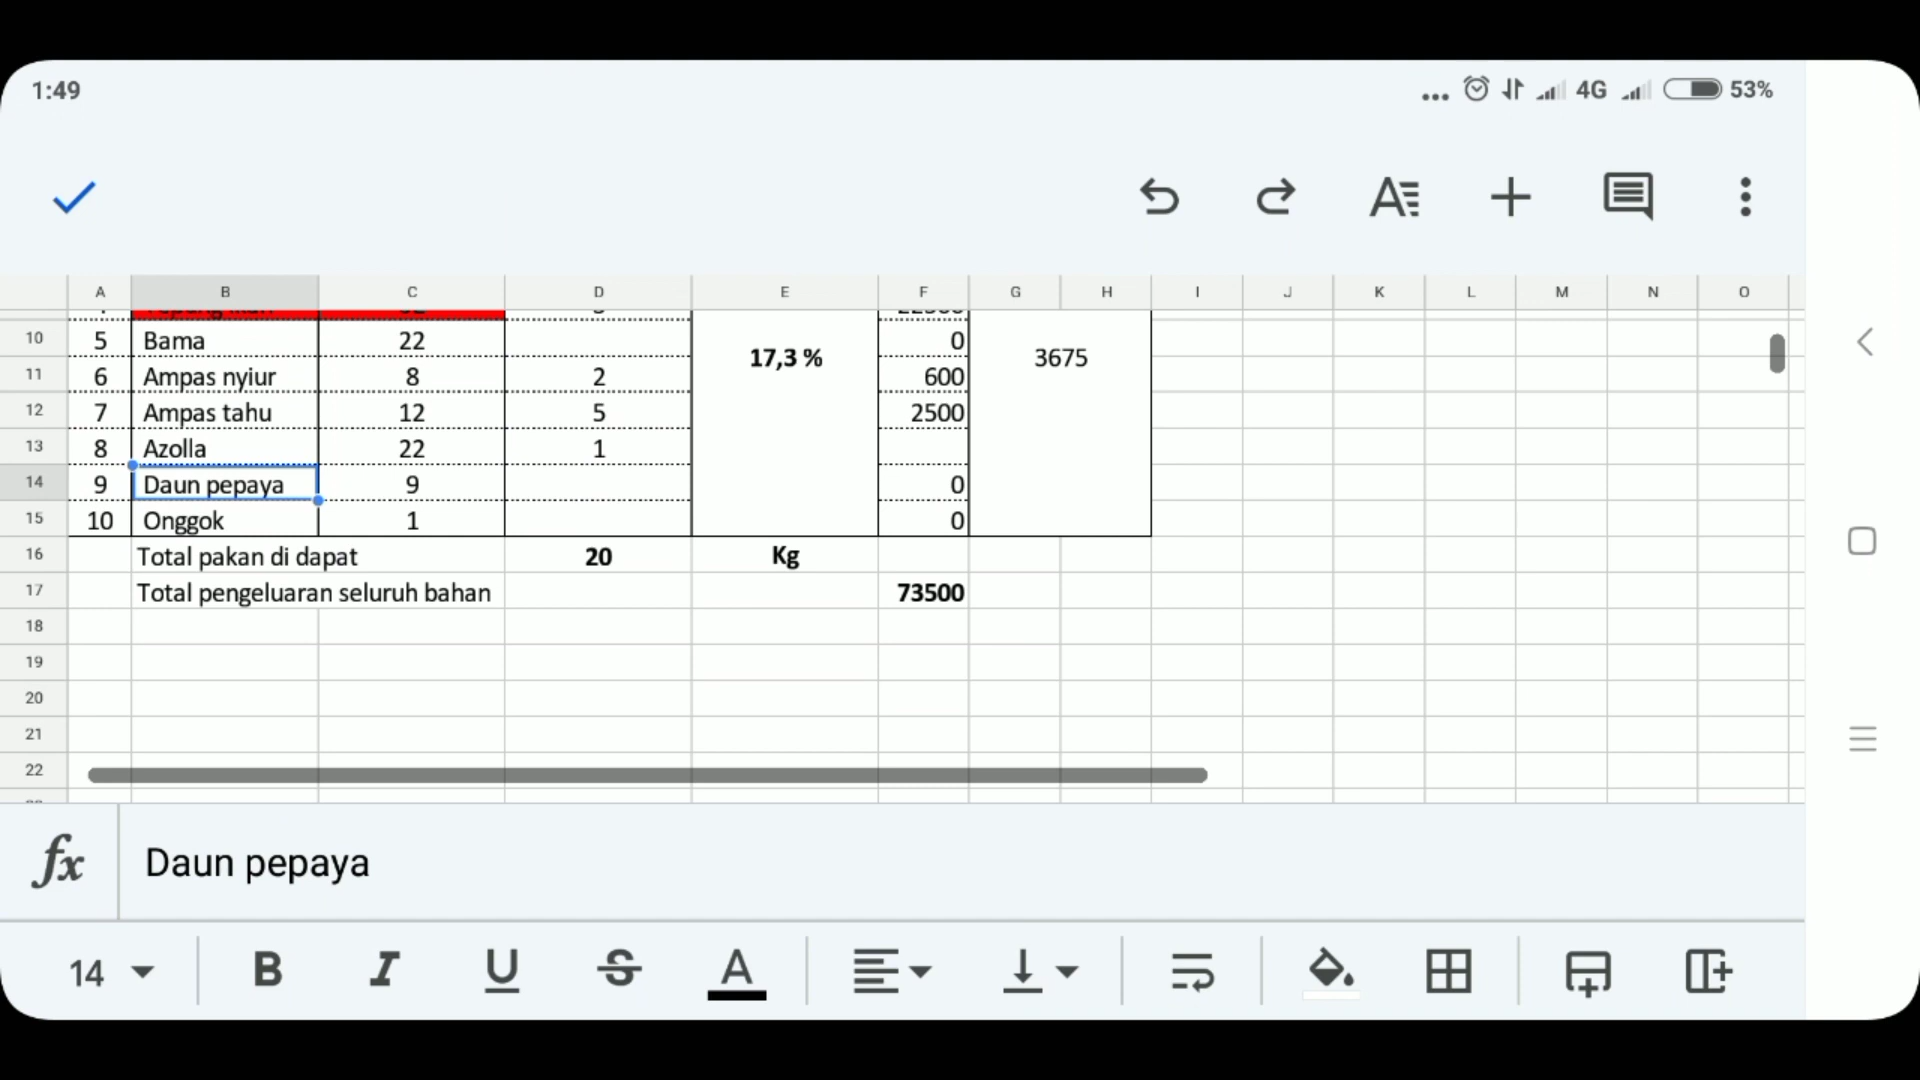 1:49
... 4G 53%
A B C D E F G H I J K L M N O
10 5 Bama 22 0
17,3 % 3675
11 6 Ampas nyiur 8 2 600
12 7 Ampas tahu 12 5 2500
13 8 Azolla 22 1
14 9 Daun pepaya 9 0
15 10 Onggok 1 0
16 Total pakan di dapat 20 Kg
17 Total pengeluaran seluruh bahan 73500
18
19
20
21
22
fx Daun pepaya
14 B I U S A